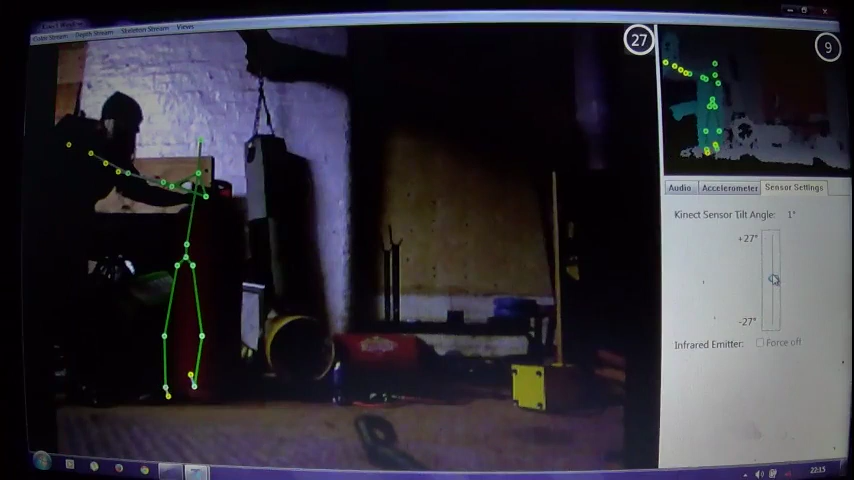 Kinect Window
Color Stream Depth Stream Skeleton Stream Views
27
9
Audio Accelerometer Sensor Settings
Kinect Sensor Tilt Angle: 1°
+27°
-27°
Infrared Emitter: Force off
22:15